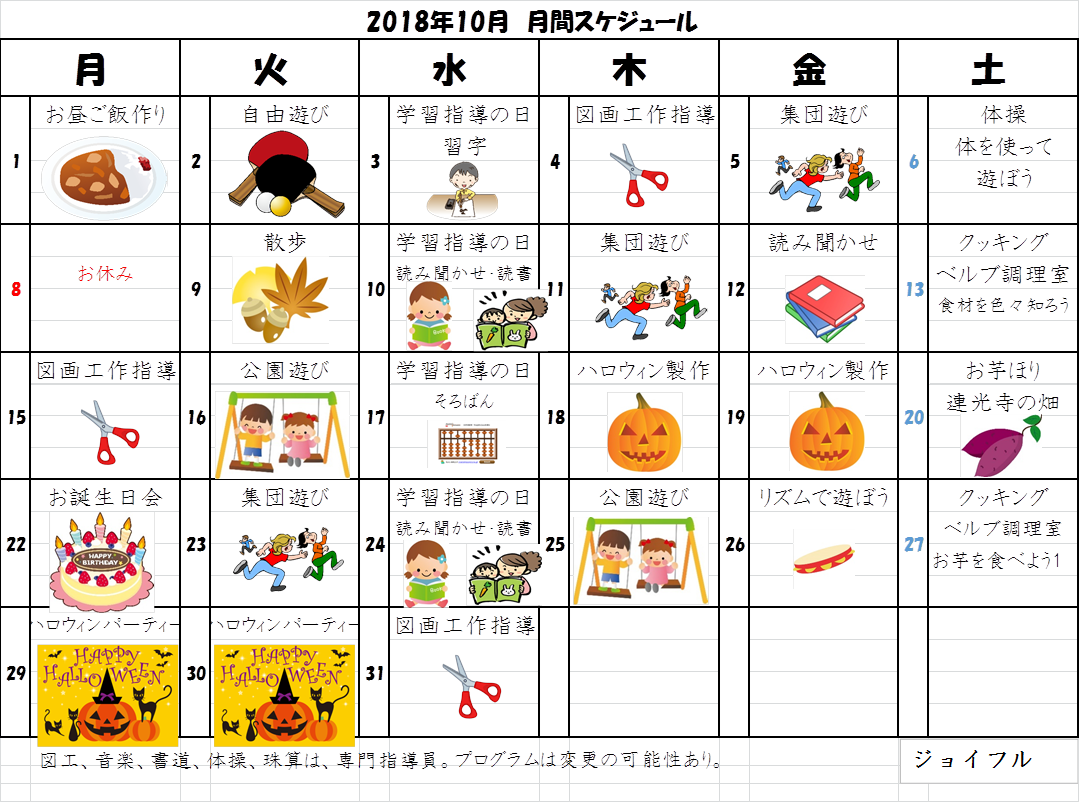 2018年10月 月間スケジュール
月 火 水 木 金 土
1 お昼ご飯作り
2 自由遊び
3 学習指導の日
習字
4 図画工作指導
5 集団遊び
6 体操
体を使って
遊ぼう
8 お休み
9 散歩
10 学習指導の日
読み聞かせ・読書
11 集団遊び
12 読み聞かせ
13 クッキング
ベルブ調理室
食材を色々知ろう
15 図画工作指導
16 公園遊び
17 学習指導の日
そろばん
18 ハロウィン製作
19 ハロウィン製作
20 お芋ほり
連光寺の畑
22 お誕生日会
HAPPY
BIRTHDAY
23 集団遊び
24 学習指導の日
読み聞かせ・読書
25 公園遊び
26 リズムで遊ぼう
27 クッキング
ベルブ調理室
お芋を食べよう1
29 ハロウィンパーティー
HAPPY
HALLOWEEN
30 ハロウィンパーティー
HAPPY
HALLOWEEN
31 図画工作指導
図工、音楽、書道、体操、珠算は、専門指導員。プログラムは変更の可能性あり。
ジョイフル